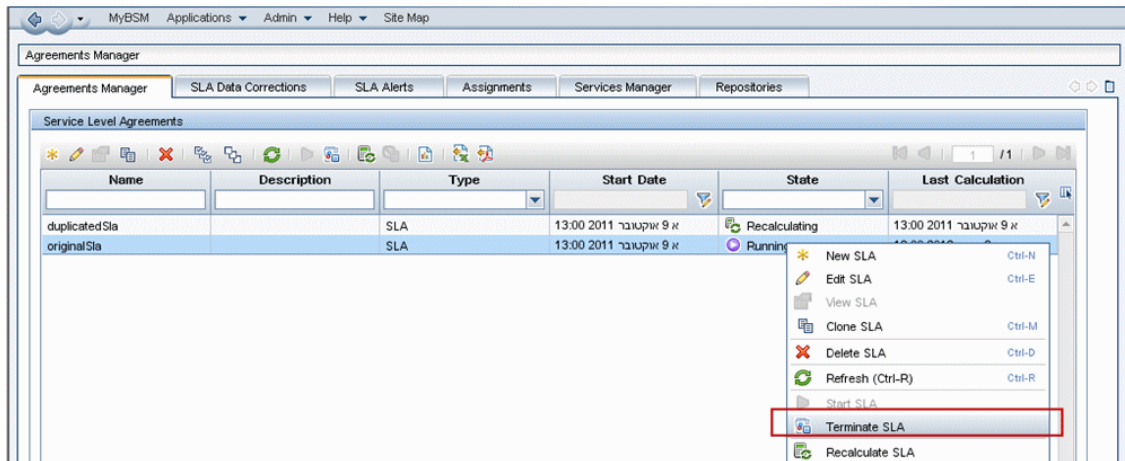 MyBSM Applications Admin Help Site Map
Agreements Manager
Agreements Manager SLA Data Corrections SLA Alerts Assignments Services Manager Repositories
Service Level Agreements
1 /1
Name Description Type Start Date State Last Calculation
duplicatedSla SLA א 9 אוקטובר 2011 13:00 Recalculating א 9 אוקטובר 2011 13:00
originalSla SLA א 9 אוקטובר 2011 13:00 Running
New SLA Ctrl-N
Edit SLA Ctrl-E
View SLA
Clone SLA Ctrl-M
Delete SLA Ctrl-D
Refresh (Ctrl-R) Ctrl-R
Start SLA
Terminate SLA
Recalculate SLA